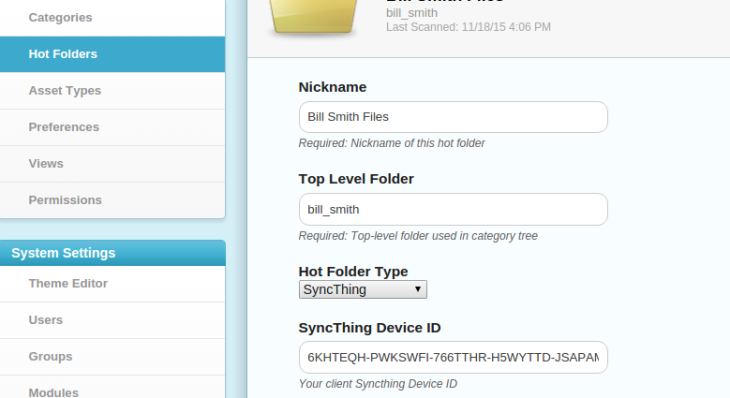 Categories
Hot Folders
Asset Types
Preferences
Views
Permissions
System Settings
Theme Editor
Users
Groups
Modules
Bill Smith Files
bill_smith
Last Scanned: 11/18/15 4:06 PM
Nickname
Bill Smith Files
Required: Nickname of this hot folder
Top Level Folder
bill_smith
Required: Top-level folder used in category tree
Hot Folder Type
SyncThing
SyncThing Device ID
6KHTEQH-PWKSWFI-766TTHR-H5WYTTD-JSAPAM
Your client Syncthing Device ID